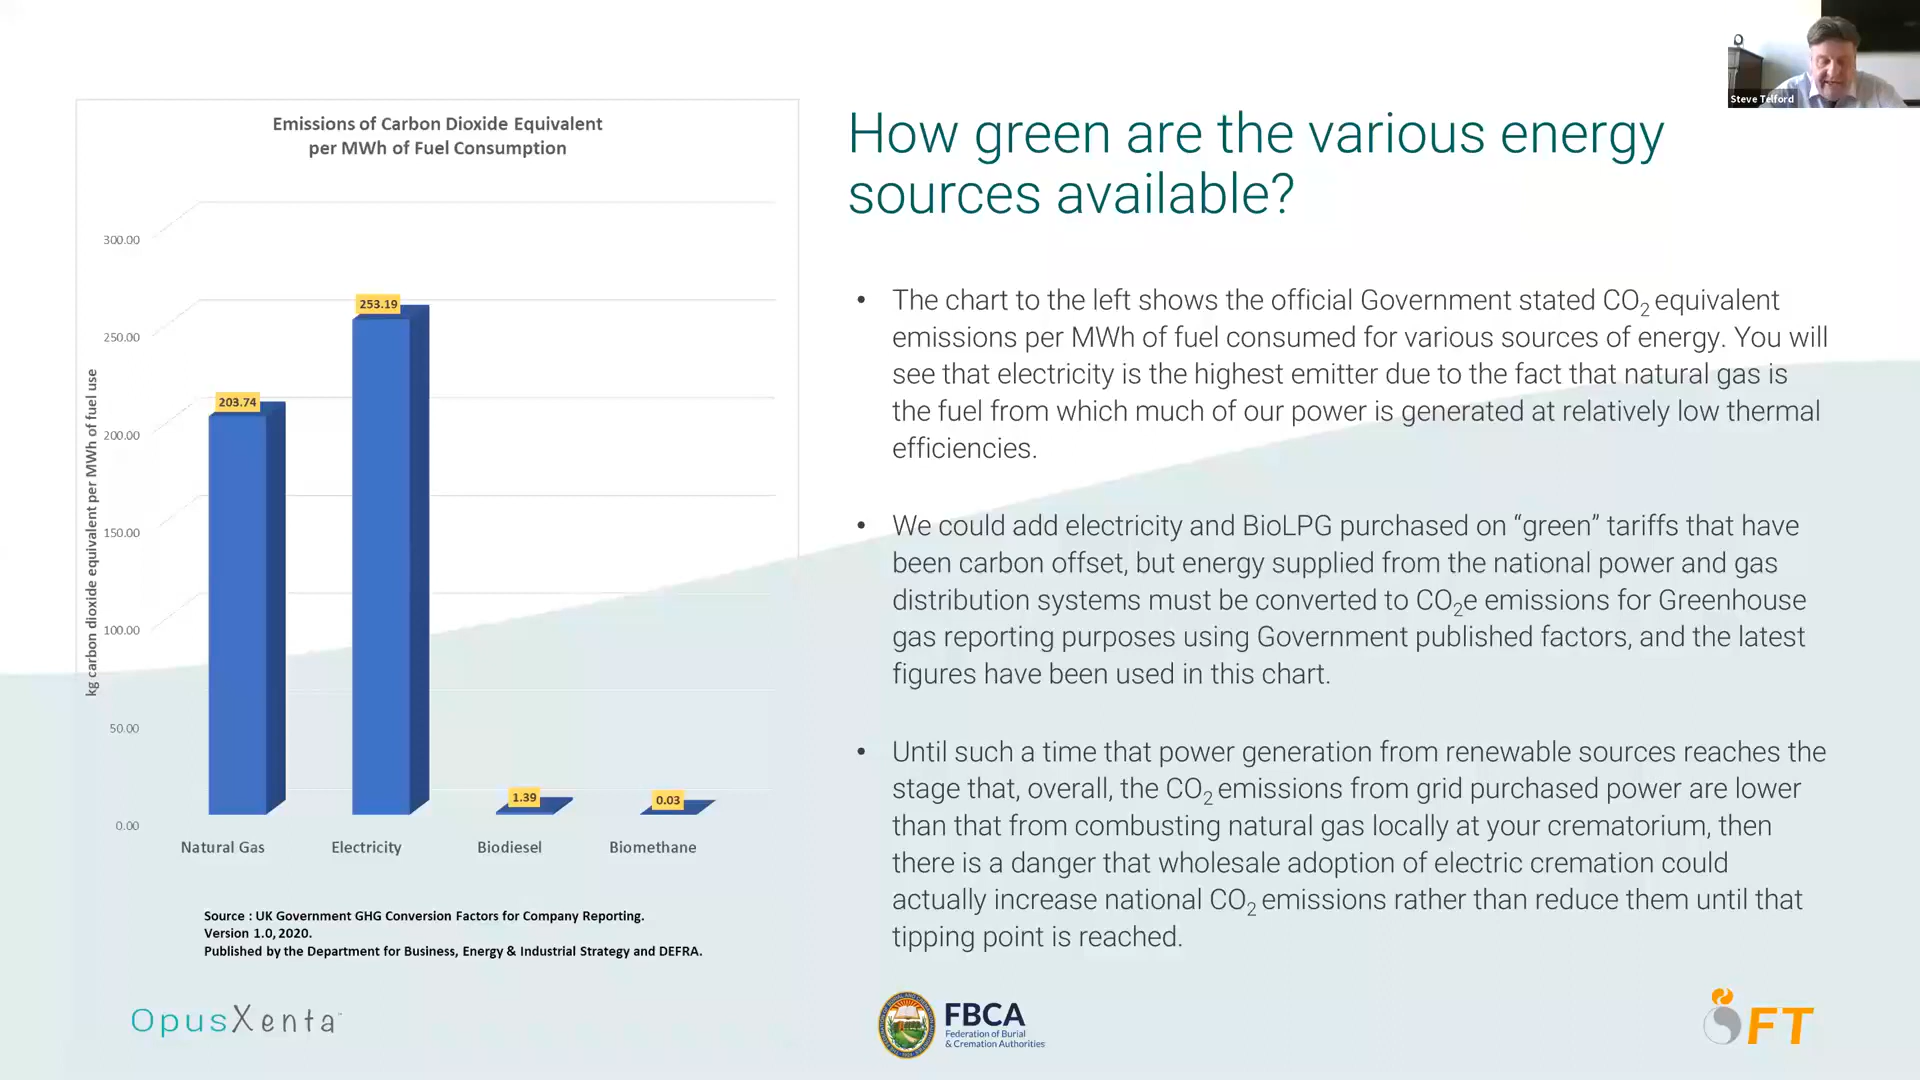 Steve Telford
Emissions of Carbon Dioxide Equivalent
per MWh of Fuel Consumption
kg carbon dioxide equivalent per MWh of fuel use
300.00
250.00
200.00
150.00
100.00
50.00
0.00
203.74
253.19
1.39
0.03
Natural Gas
Electricity
Biodiesel
Biomethane
Source : UK Government GHG Conversion Factors for Company Reporting.
Version 1.0, 2020.
Published by the Department for Business, Energy & Industrial Strategy and DEFRA.
How green are the various energy
sources available?
• The chart to the left shows the official Government stated CO₂ equivalent
emissions per MWh of fuel consumed for various sources of energy. You will
see that electricity is the highest emitter due to the fact that natural gas is
the fuel from which much of our power is generated at relatively low thermal
efficiencies.
• We could add electricity and BioLPG purchased on “green” tariffs that have
been carbon offset, but energy supplied from the national power and gas
distribution systems must be converted to CO₂e emissions for Greenhouse
gas reporting purposes using Government published factors, and the latest
figures have been used in this chart.
• Until such a time that power generation from renewable sources reaches the
stage that, overall, the CO₂ emissions from grid purchased power are lower
than that from combusting natural gas locally at your crematorium, then
there is a danger that wholesale adoption of electric cremation could
actually increase national CO₂ emissions rather than reduce them until that
tipping point is reached.
OpusXenta
FBCA
Federation of Burial
& Cremation Authorities
FT